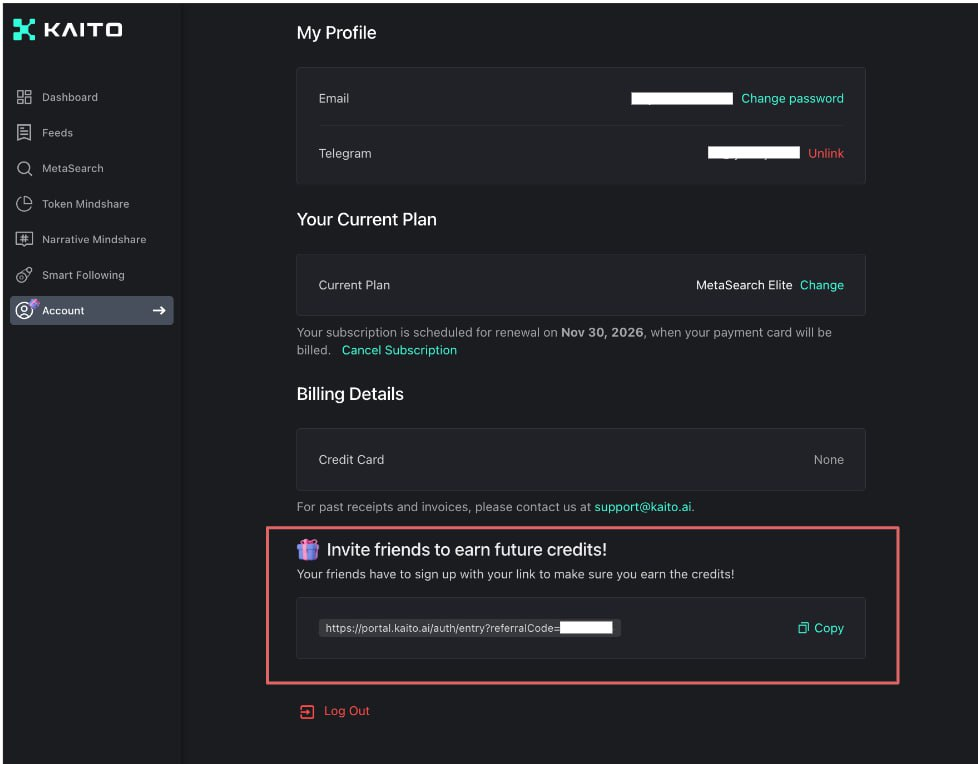 KAITO
Dashboard
Feeds
MetaSearch
Token Mindshare
Narrative Mindshare
Smart Following
Account
My Profile
Email Change password
Telegram Unlink
Your Current Plan
Current Plan MetaSearch Elite Change
Your subscription is scheduled for renewal on Nov 30, 2026, when your payment card will be
billed. Cancel Subscription
Billing Details
Credit Card None
For past receipts and invoices, please contact us at support@kaito.ai.
Invite friends to earn future credits!
Your friends have to sign up with your link to make sure you earn the credits!
https://portal.kaito.ai/auth/entry?referralCode= Copy
Log Out